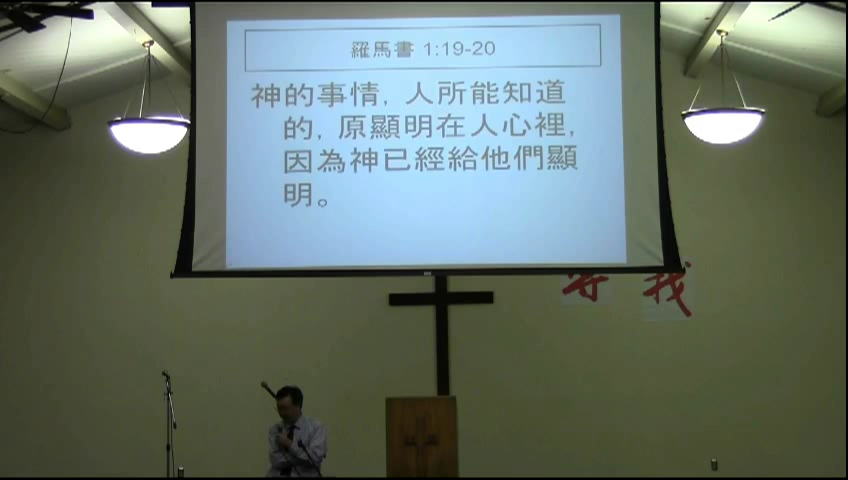 羅馬書 1:19-20
神的事情, 人所能知道
的, 原顯明在人心裡,
因為神已經給他們顯
明。
尋 我